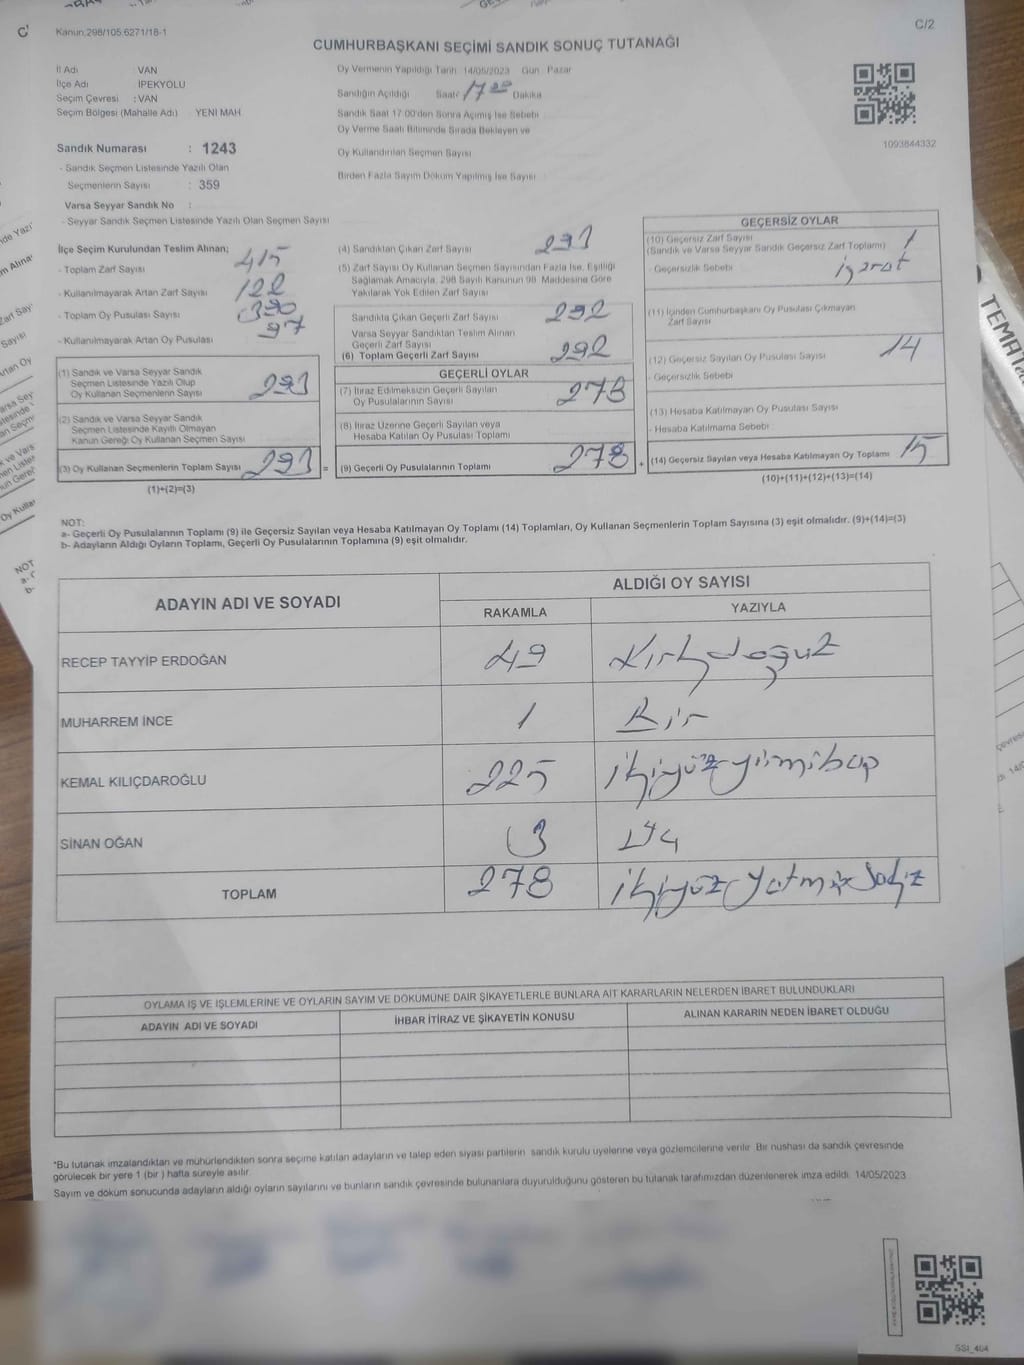 C/2
Kanun:298/105,6271/18-1
CUMHURBAŞKANI SEÇİMİ SANDIK SONUÇ TUTANAĞI
İl Adı : VAN
İlçe Adı : İPEKYOLU
Seçim Çevresi : VAN
Seçim Bölgesi (Mahalle Adı) : YENİ MAH
Sandık Numarası : 1243
- Sandık Seçmen Listesinde Yazılı Olan
Seçmenlerin Sayısı : 359
Varsa Seyyar Sandık No :
- Seyyar Sandık Seçmen Listesinde Yazılı Olan Seçmen Sayısı :
Oy Vermenin Yapıldığı Tarih: 14/05/2023 Gün: Pazar
Sandığın Açıldığı Saat: 17 00 Dakika
Sandık Saat 17:00'den Sonra Açmış İse Sebebi :
Oy Verme Saati Bitiminde Sırada Bekleyen ve
Oy Kullandırılan Seçmen Sayısı :
Birden Fazla Sayım Döküm Yapılmış İse Sayısı :
1093844332
İlçe Seçim Kurulundan Teslim Alınan;
- Toplam Zarf Sayısı 415
- Kullanılmayarak Artan Zarf Sayısı 122
- Toplam Oy Pusulası Sayısı 390
- Kullanılmayarak Artan Oy Pusulası 97
(1) Sandık ve Varsa Seyyar Sandık
Seçmen Listesinde Yazılı Olup
Oy Kullanan Seçmenlerin Sayısı 293
(2) Sandık ve Varsa Seyyar Sandık
Seçmen Listesinde Kayıtlı Olmayan
Kanun Gereği Oy Kullanan Seçmen Sayısı
(3) Oy Kullanan Seçmenlerin Toplam Sayısı 293 =
(1)+(2)=(3)
(4) Sandıktan Çıkan Zarf Sayısı 293
(5) Zarf Sayısı Oy Kullanan Seçmen Sayısından Fazla İse, Eşitliği
Sağlamak Amacıyla, 298 Sayılı Kanunun 98. Maddesine Göre
Yakılarak Yok Edilen Zarf Sayısı
Sandıkta Çıkan Geçerli Zarf Sayısı 292
Varsa Seyyar Sandıktan Teslim Alınan
Geçerli Zarf Sayısı
(6) Toplam Geçerli Zarf Sayısı 292
GEÇERLİ OYLAR
(7) İtiraz Edilmeksizin Geçerli Sayılan
Oy Pusulalarının Sayısı 278
(8) İtiraz Üzerine Geçerli Sayılan veya
Hesaba Katılan Oy Pusulası Toplamı
(9) Geçerli Oy Pusulalarının Toplamı 278 +
GEÇERSİZ OYLAR
(10) Geçersiz Zarf Sayısı 1
(Sandık ve Varsa Seyyar Sandık Geçersiz Zarf Toplamı)
- Geçersizlik Sebebi : işaret
(11) İçinden Cumhurbaşkanı Oy Pusulası Çıkmayan
Zarf Sayısı
(12) Geçersiz Sayılan Oy Pusulası Sayısı 14
- Geçersizlik Sebebi :
(13) Hesaba Katılmayan Oy Pusulası Sayısı
- Hesaba Katılmama Sebebi :
(14) Geçersiz Sayılan veya Hesaba Katılmayan Oy Toplamı 15
(10)+(11)+(12)+(13)=(14)
NOT:
a- Geçerli Oy Pusulalarının Toplamı (9) ile Geçersiz Sayılan veya Hesaba Katılmayan Oy Toplamı (14) Toplamları, Oy Kullanan Seçmenlerin Toplam Sayısına (3) eşit olmalıdır. (9)+(14)=(3)
b- Adayların Aldığı Oyların Toplamı, Geçerli Oy Pusulalarının Toplamına (9) eşit olmalıdır.
ADAYIN ADI VE SOYADI
ALDIĞI OY SAYISI
RAKAMLA YAZIYLA
RECEP TAYYİP ERDOĞAN 49 Kırkdoquz
MUHARREM İNCE 1 Bir
KEMAL KILIÇDAROĞLU 225 ikiyüzyirmibeş
SİNAN OĞAN 3
TOPLAM 278 ikiyüzyetmişsekiz
OYLAMA İŞ VE İŞLEMLERİNE VE OYLARIN SAYIM VE DÖKÜMÜNE DAİR ŞİKAYETLERLE BUNLARA AİT KARARLARIN NELERDEN İBARET BULUNDUKLARI
ADAYIN ADI VE SOYADI İHBAR İTİRAZ VE ŞİKAYETİN KONUSU ALINAN KARARIN NEDEN İBARET OLDUĞU
*Bu tutanak imzalandıktan ve mühürlendikten sonra seçime katılan adayların ve talep eden siyasi partilerin sandık kurulu üyelerine veya gözlemcilerine verilir. Bir nüshası da sandık çevresinde
görülecek bir yere 1 (bir ) hafta süreyle asılır.
Sayım ve döküm sonucunda adayların aldığı oyların sayılarını ve bunların sandık çevresinde bulunanlara duyurulduğunu gösteren bu tutanak tarafımızdan düzenlenerek imza edildi. 14/05/2023
SSI_404